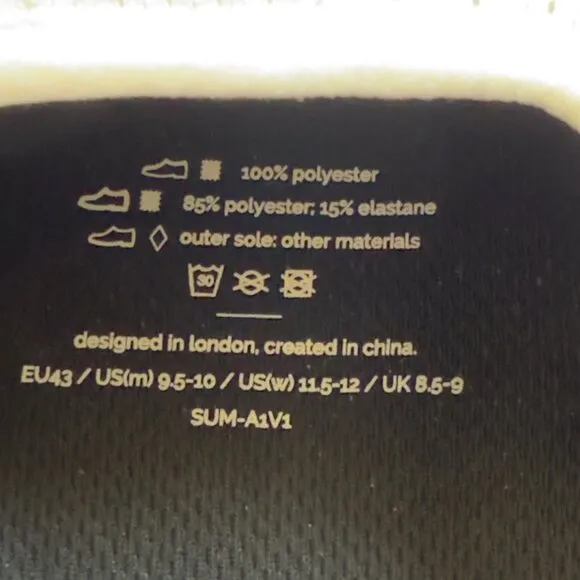 100% polyester
85% polyester; 15% elastane
outer sole: other materials
30
designed in london, created in china.
EU43 / US(m) 9.5-10 / US(w) 11.5-12 / UK 8.5-9
SUM-A1V1